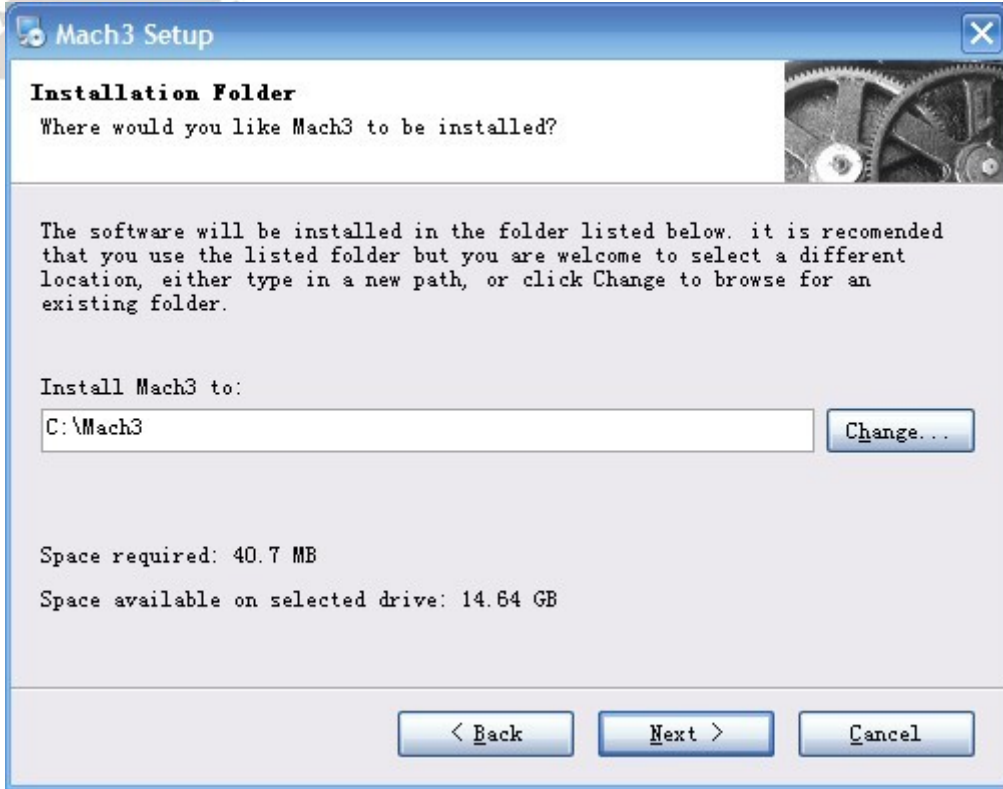 Mach3 Setup
Installation Folder
Where would you like Mach3 to be installed?
The software will be installed in the folder listed below. it is recomended
that you use the listed folder but you are welcome to select a different
location, either type in a new path, or click Change to browse for an
existing folder.
Install Mach3 to:
C:\Mach3
Change...
Space required: 40.7 MB
Space available on selected drive: 14.64 GB
< Back
Next >
Cancel